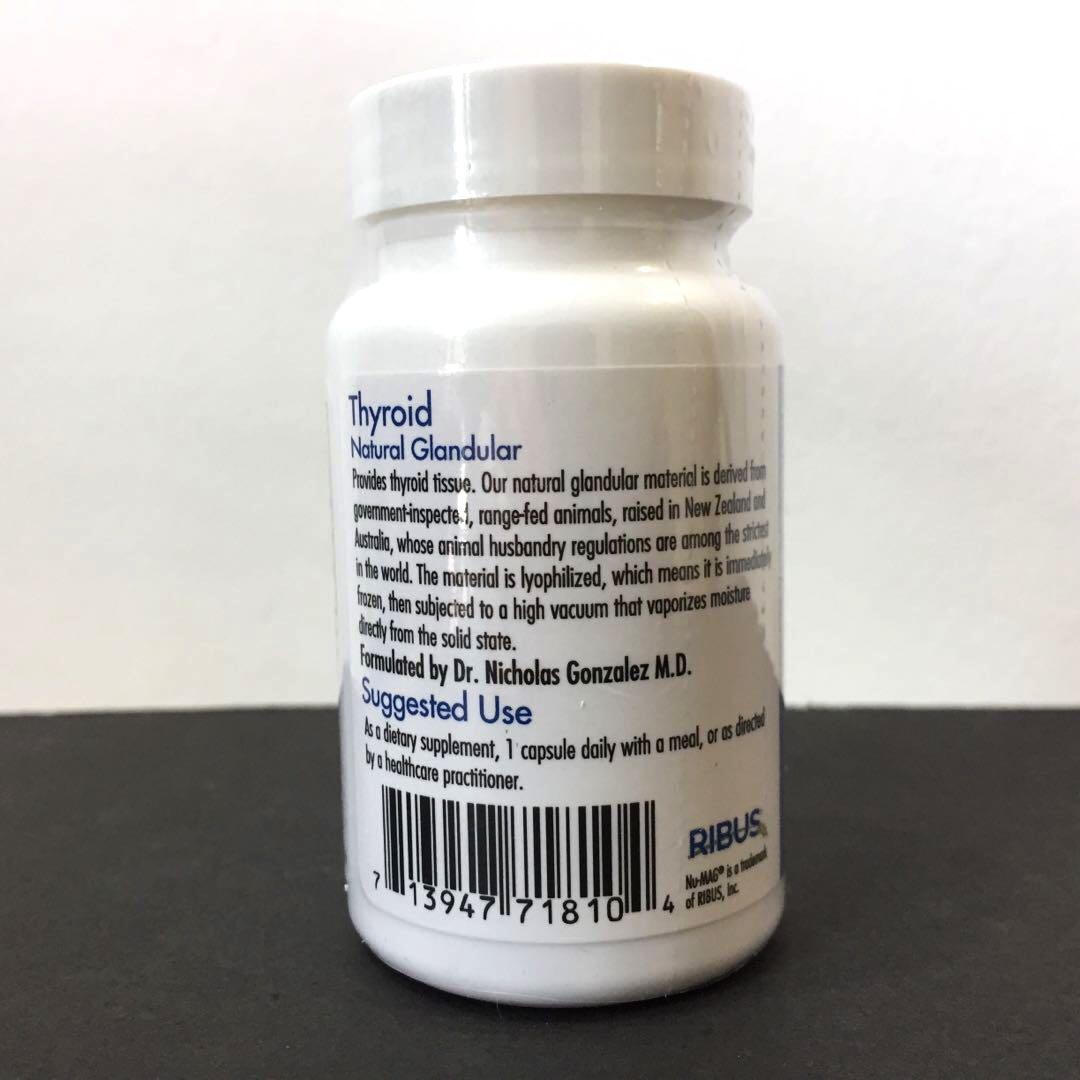 Thyroid
Natural Glandular
Provides thyroid tissue. Our natural glandular material is derived from
government-inspected, range-fed animals, raised in New Zealand and
Australia, whose animal husbandry regulations are among the strictest
in the world. The material is lyophilized, which means it is immediately
frozen, then subjected to a high vacuum that vaporizes moisture
directly from the solid state.
Formulated by Dr. Nicholas Gonzalez M.D.
Suggested Use
As a dietary supplement, 1 capsule daily with a meal, or as directed
by a healthcare practitioner.
RIBUS
Nu-MAG® is a trademark
of RIBUS, Inc.
7 13947 71810 4